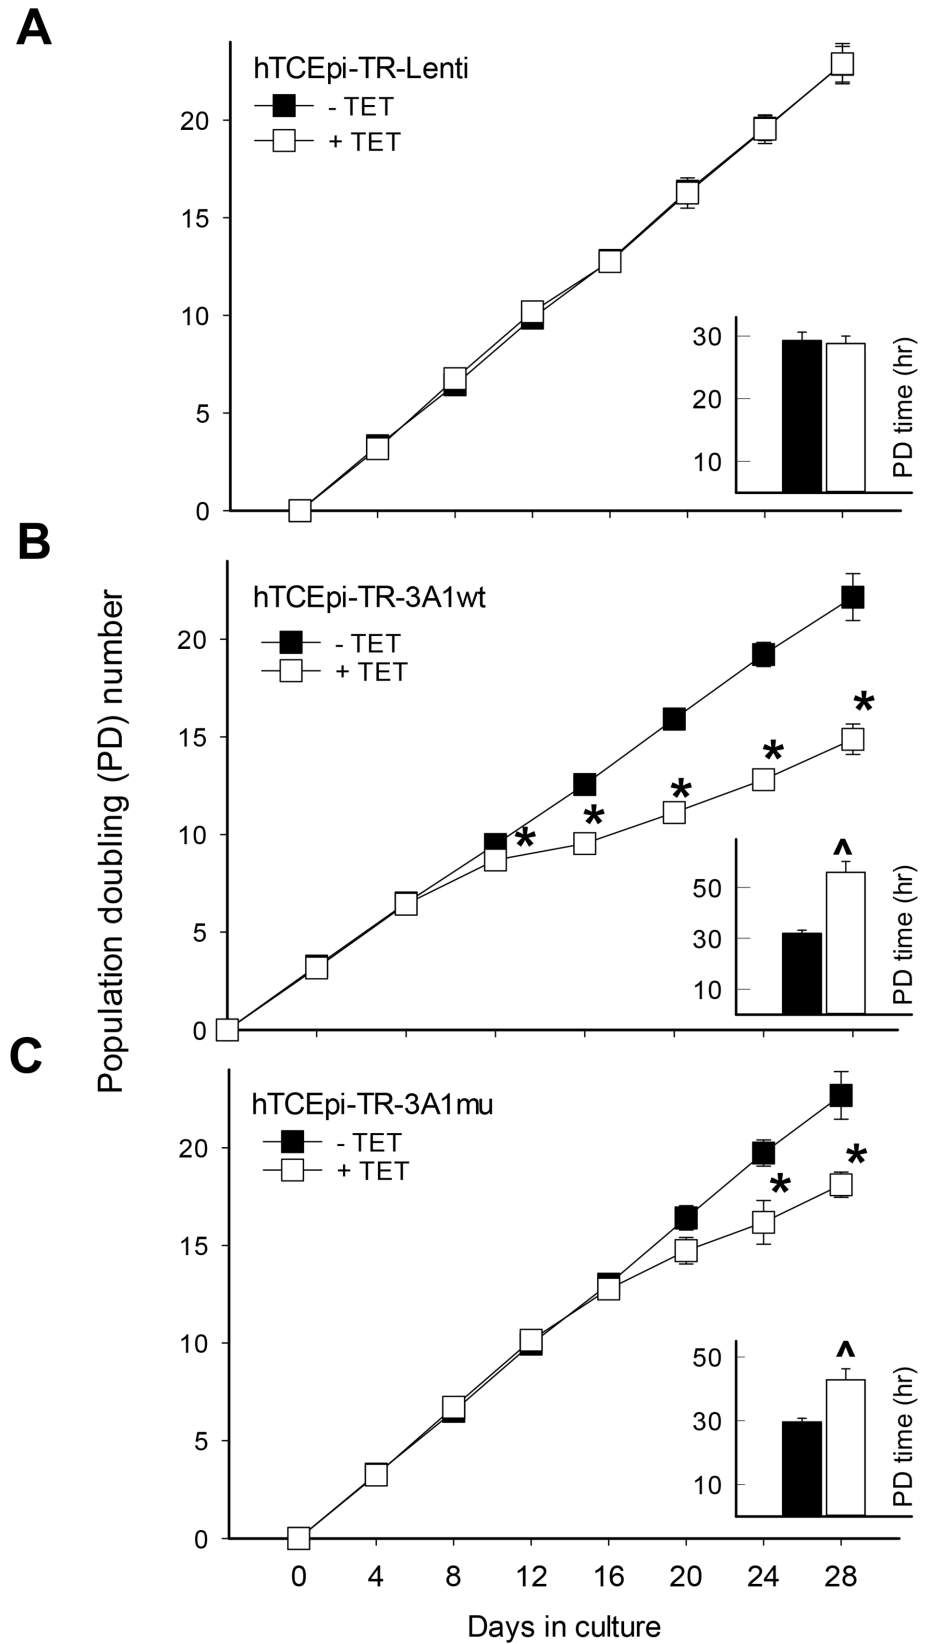 A
hTCEpi-TR-Lenti
- TET
+ TET
20
15
10
5
0
30
20
10
PD time (hr)
B
Population doubling (PD) number
hTCEpi-TR-3A1wt
- TET
+ TET
20
15
10
5
0
*
*
*
*
*
^
50
30
10
PD time (hr)
C
hTCEpi-TR-3A1mu
- TET
+ TET
20
15
10
5
0
*
*
^
50
30
10
PD time (hr)
0 4 8 12 16 20 24 28
Days in culture